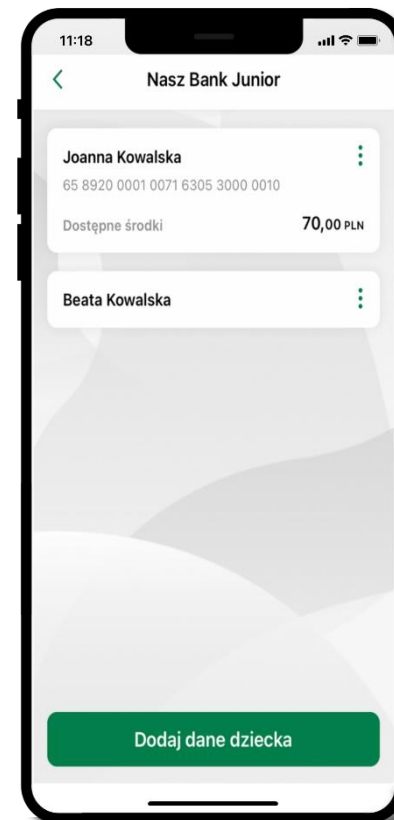 11:18
Nasz Bank Junior
Joanna Kowalska
65 8920 0001 0071 6305 3000 0010
Dostępne środki 70,00 PLN
Beata Kowalska
Dodaj dane dziecka